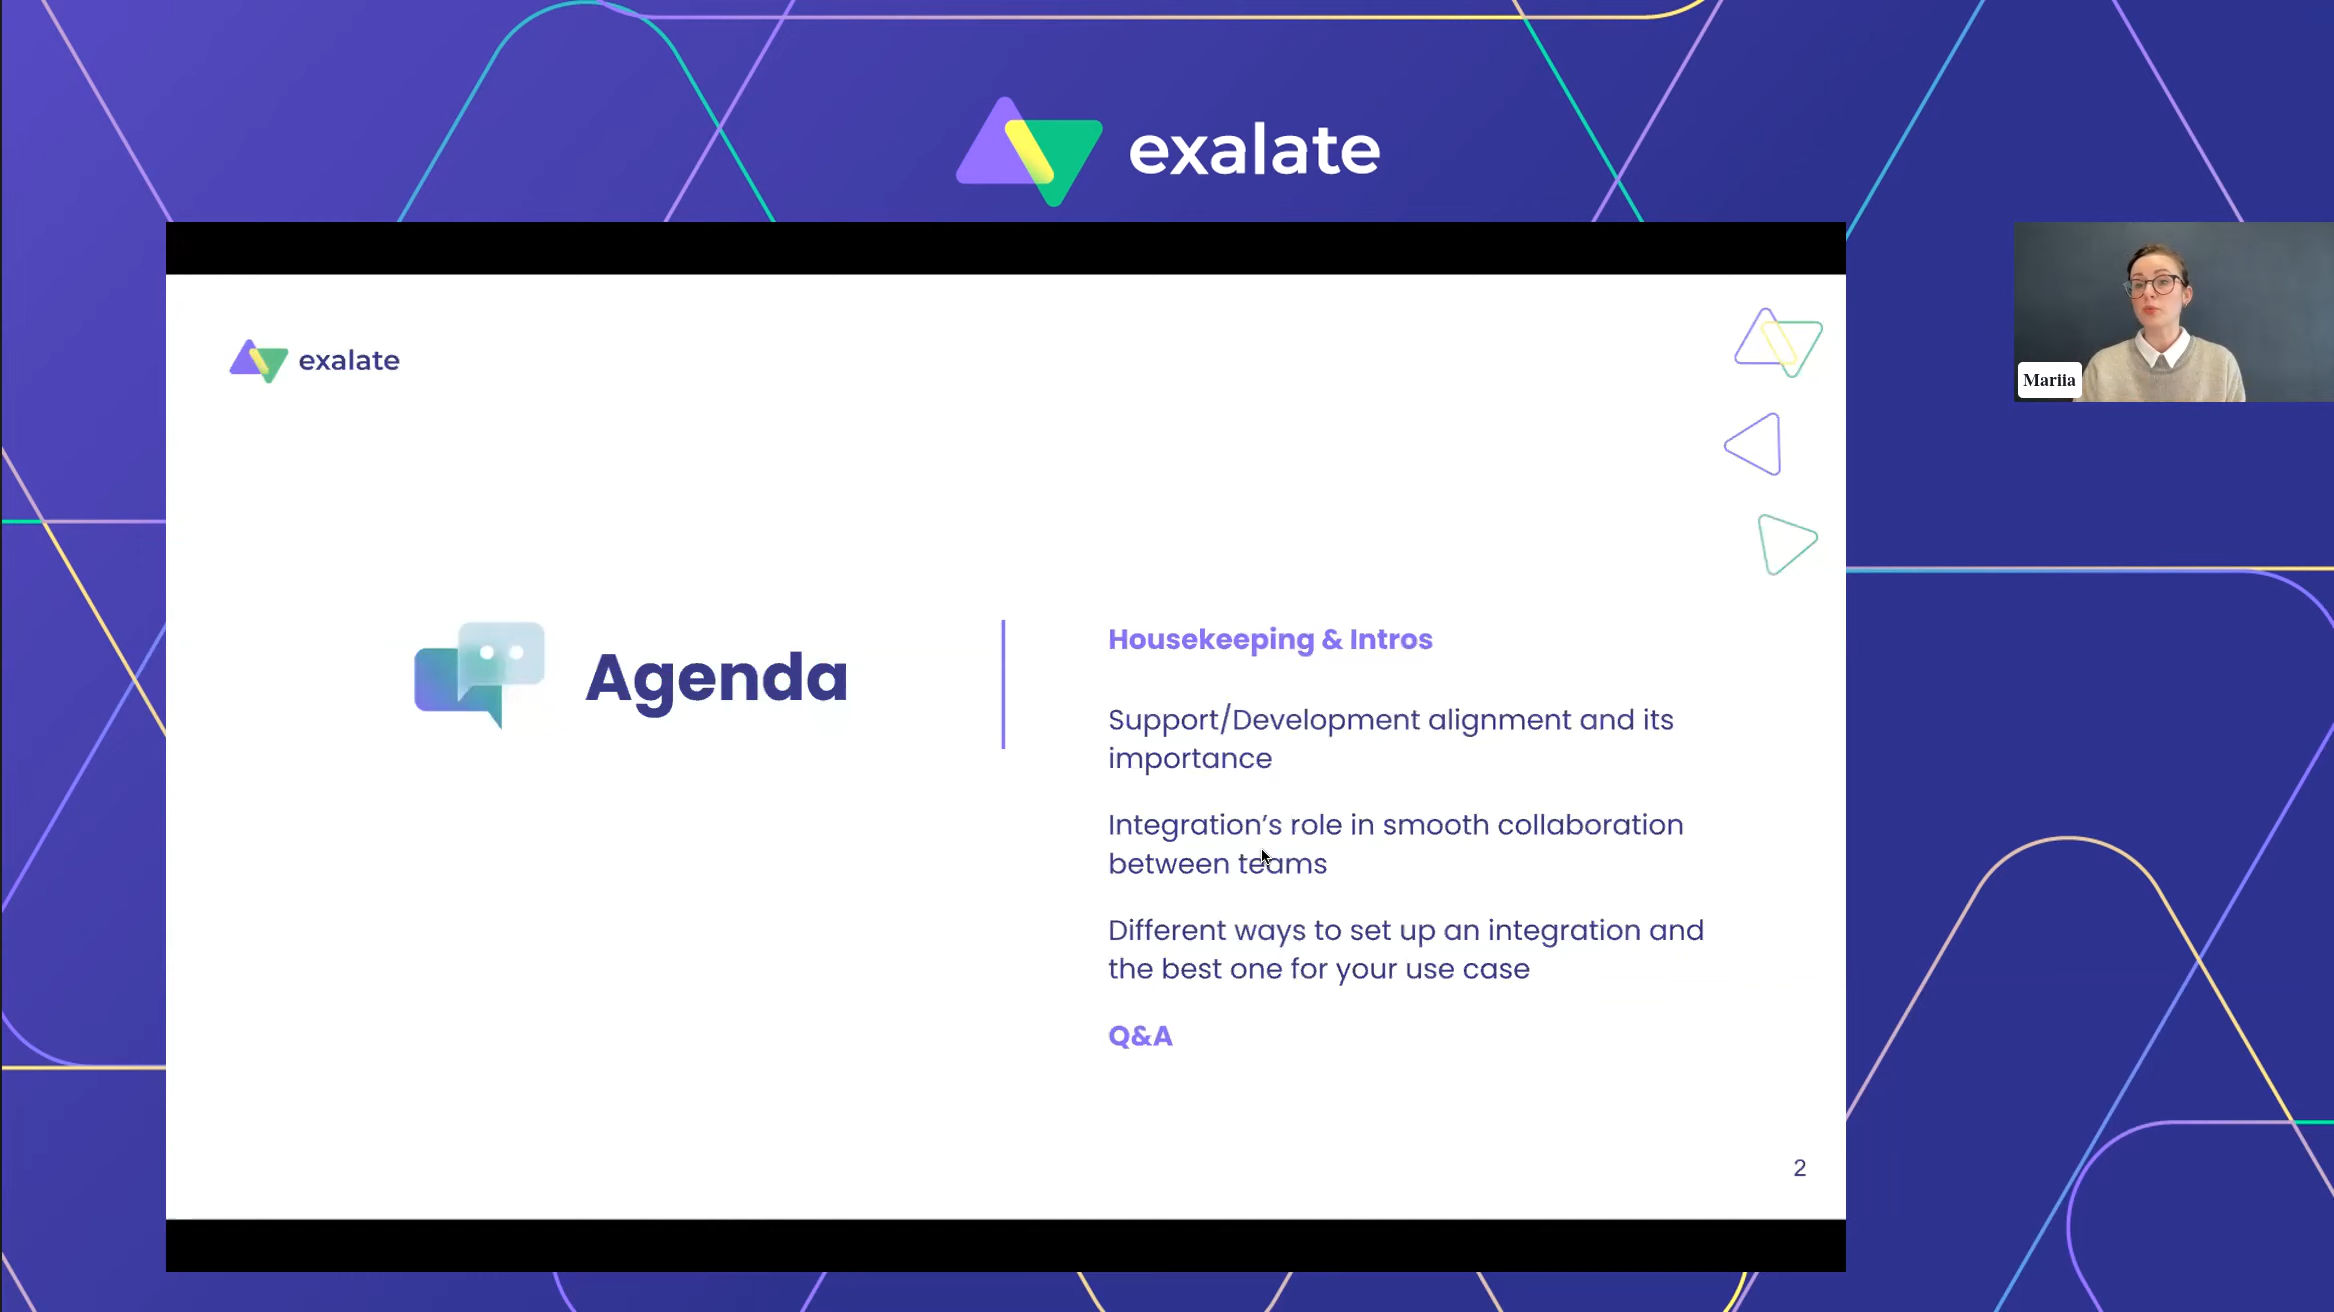 exalate
exalate
Mariia
Agenda
Housekeeping & Intros
Support/Development alignment and its
importance
Integration’s role in smooth collaboration
between teams
Different ways to set up an integration and
the best one for your use case
Q&A
2